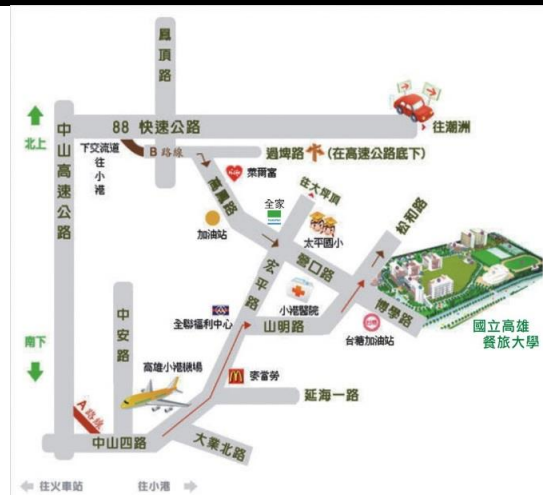 鳳頂路
88 快速公路
往潮洲
北上
中山高速公路
下交流道
往小港
B 路線
過埤路 (在高速公路底下)
萊爾富
高鳳路
往大坪頂
全家
松和路
加油站
太平國小
營口路
宏平路
小港醫院
博學路
中安路
全聯福利中心
山明路
台糖加油站
國立高雄
餐旅大學
南下
高雄小港機場
麥當勞
延海一路
A 路線
中山四路
大業北路
往火車站
往小港